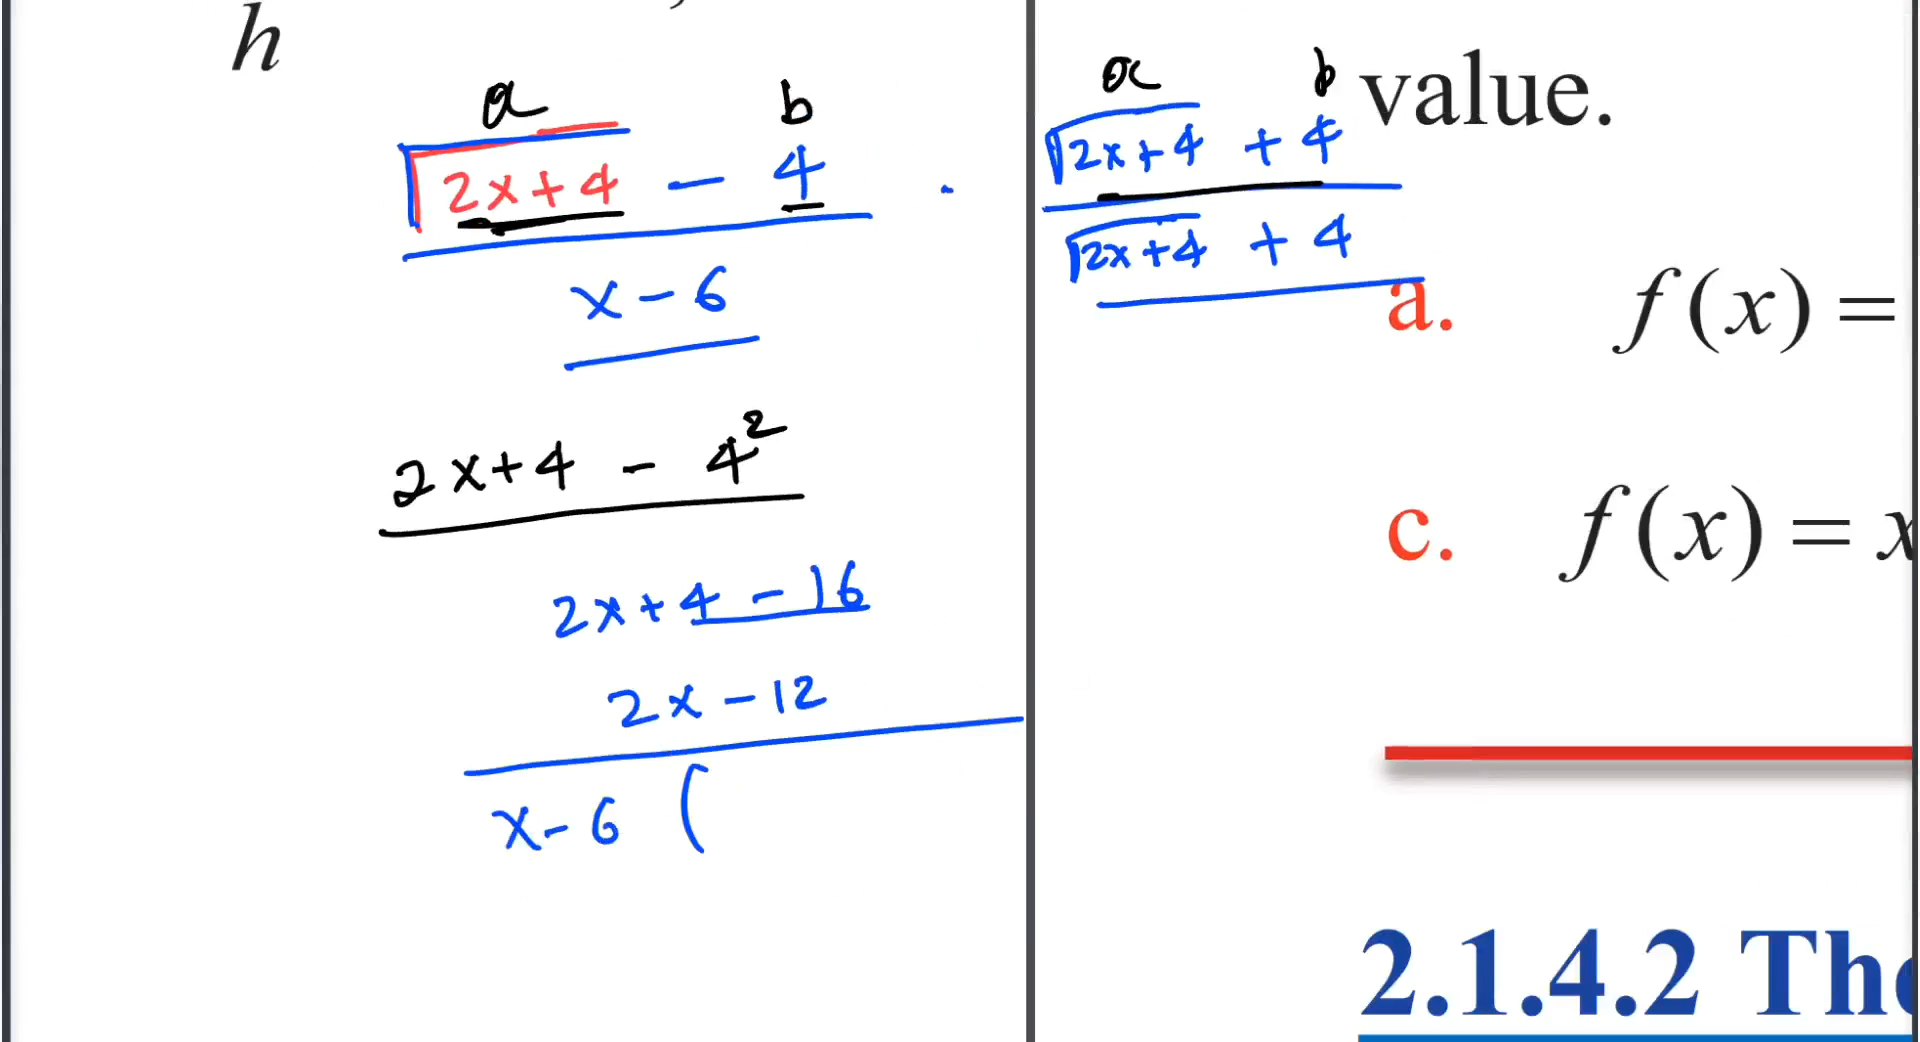 h
a b
√2x+4 - 4
x - 6
2x+4 - 4²
2x+4 - 16
2x - 12
x - 6 (
a b
√2x+4 + 4
√2x+4 + 4
value.
a. f(x) =
c. f(x) = x
2.1.4.2 The